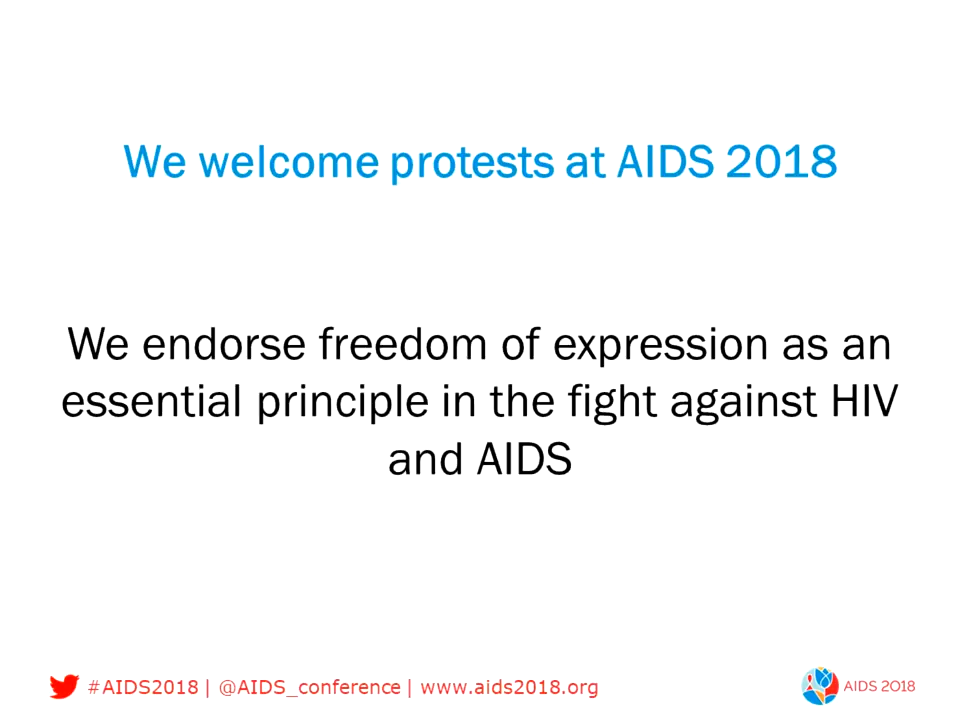 We welcome protests at AIDS 2018
We endorse freedom of expression as an
essential principle in the fight against HIV
and AIDS
#AIDS2018 | @AIDS_conference | www.aids2018.org
AIDS 2018